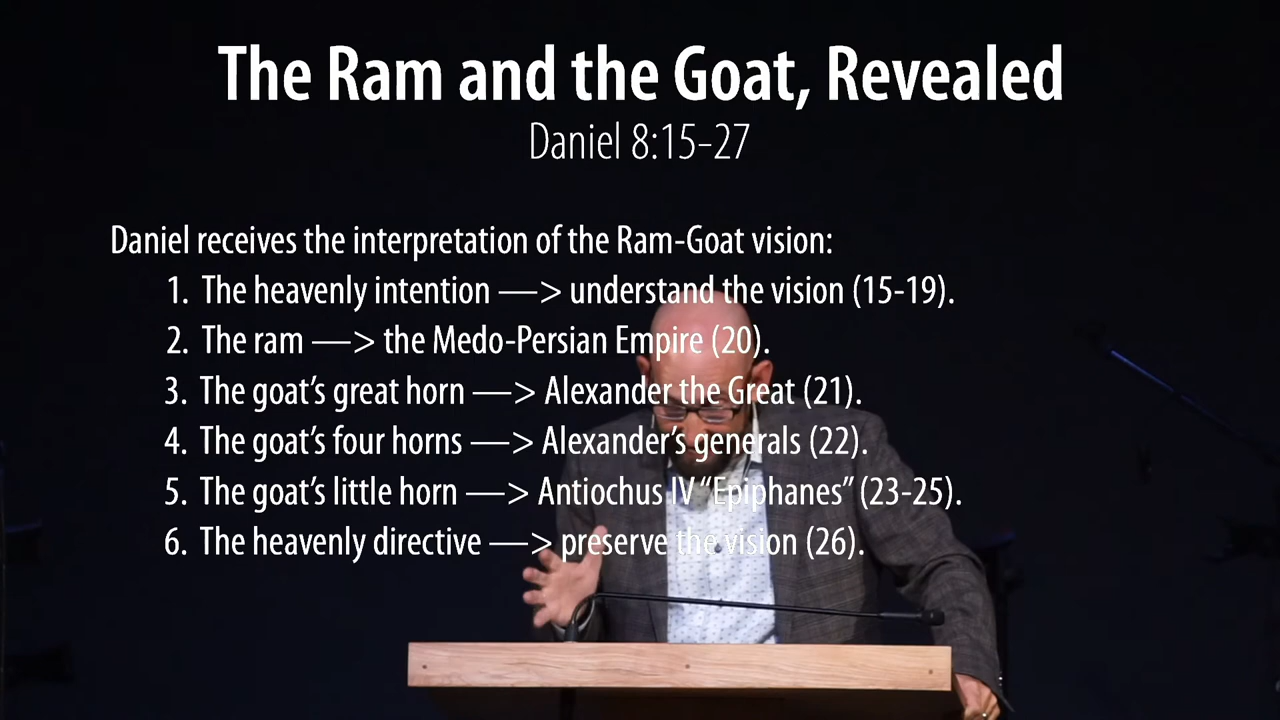 The Ram and the Goat, Revealed
Daniel 8:15-27
Daniel receives the interpretation of the Ram-Goat vision:
1. The heavenly intention —> understand the vision (15-19).
2. The ram —> the Medo-Persian Empire (20).
3. The goat’s great horn —> Alexander the Great (21).
4. The goat’s four horns —> Alexander’s generals (22).
5. The goat’s little horn —> Antiochus IV “Epiphanes” (23-25).
6. The heavenly directive —> preserve the vision (26).